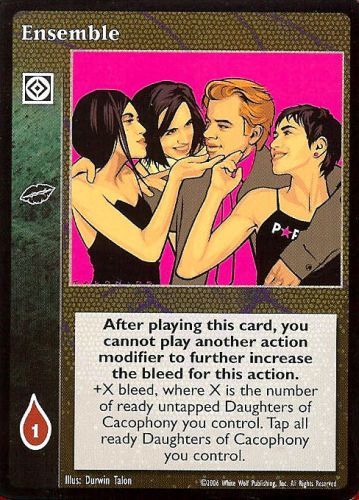 Ensemble
P★F
After playing this card, you
cannot play another action
modifier to further increase
the bleed for this action.
+X bleed, where X is the number
of ready untapped Daughters of
Cacophony you control. Tap all
ready Daughters of Cacophony
you control.
1
Illus: Durwin Talon
©2006 White Wolf Publishing, Inc. All Rights Reserved.